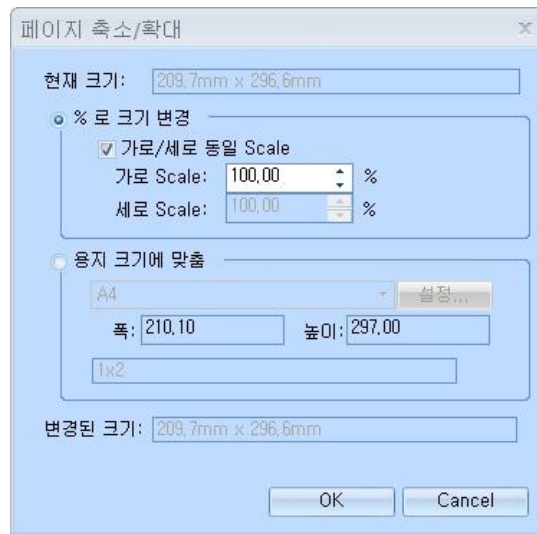 페이지 축소/확대
현재 크기: 209,7mm x 296,6mm
% 로 크기 변경
가로/세로 동일 Scale
가로 Scale: 100,00 %
세로 Scale: 100,00 %
용지 크기에 맞춤
A4 설정...
폭: 210,10 높이: 297,00
1x2
변경된 크기: 209,7mm x 296,6mm
OK Cancel